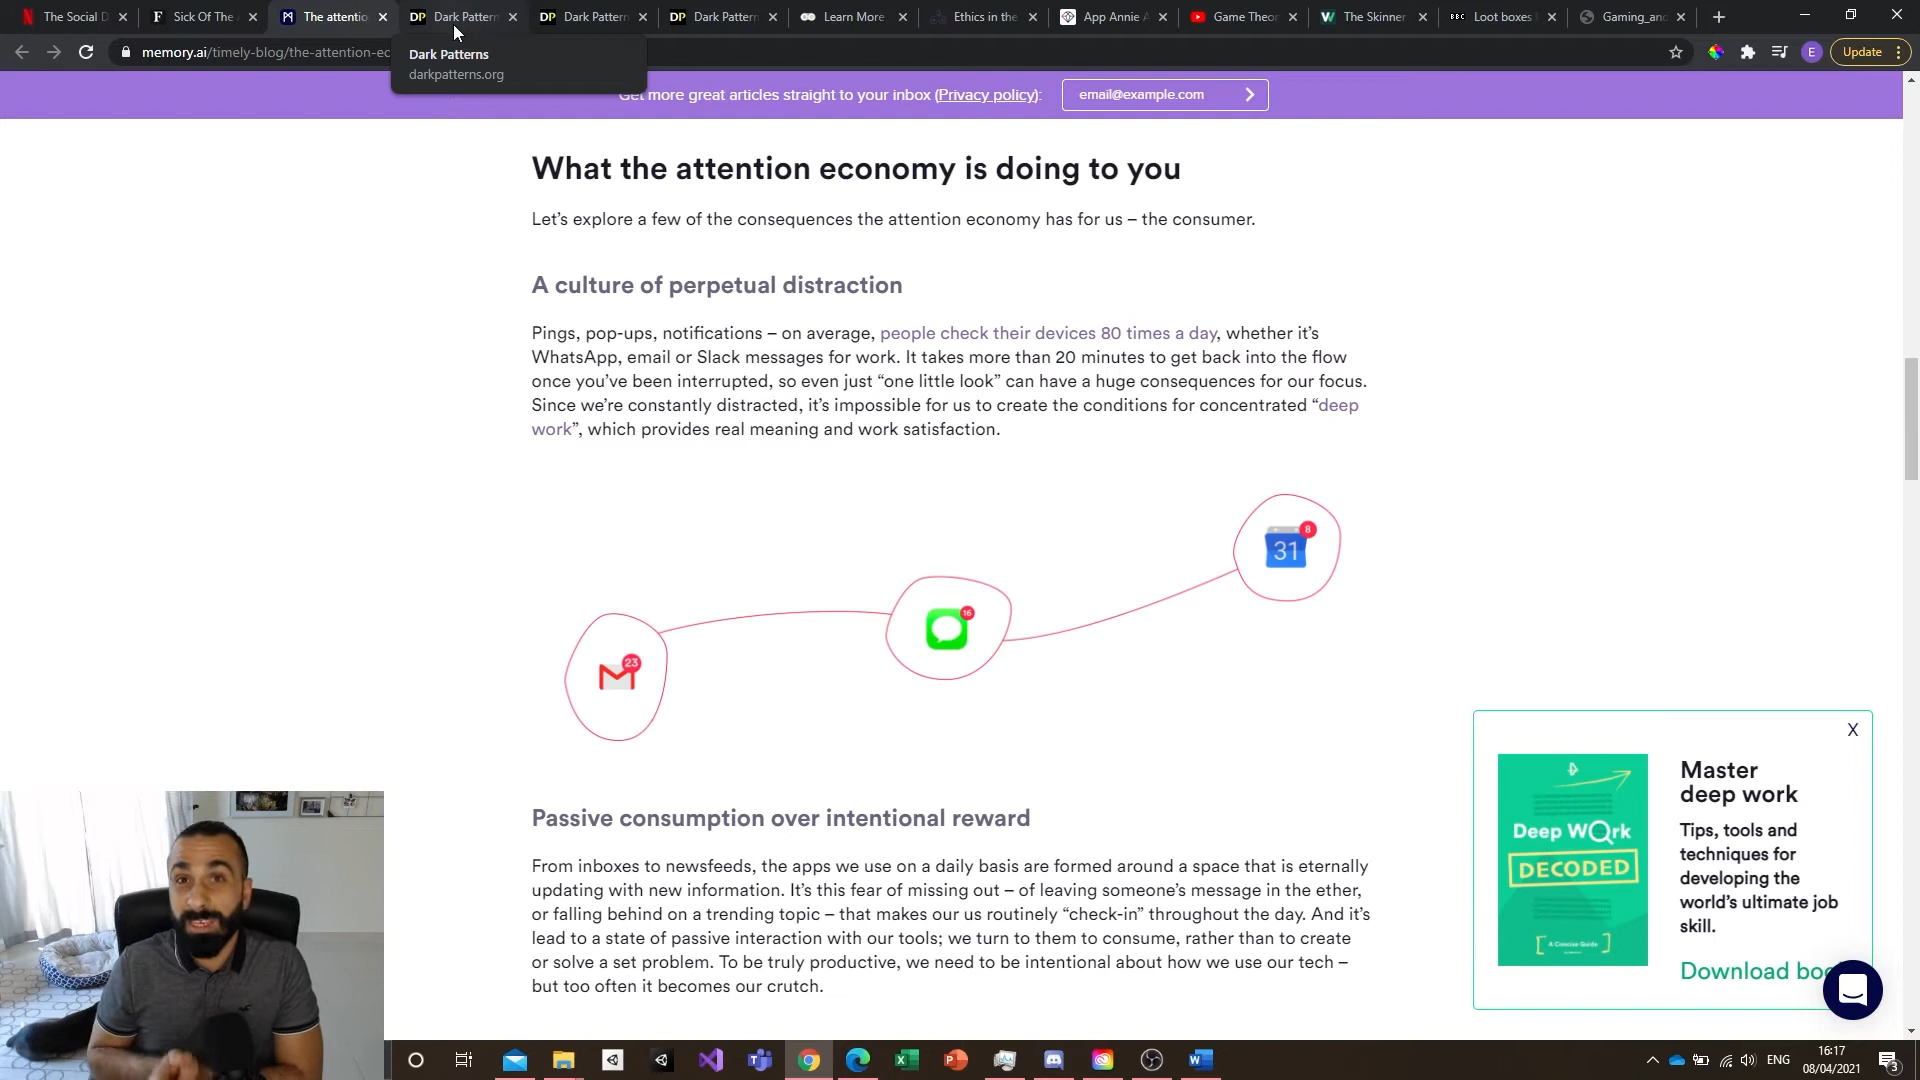 The Social D
Sick Of The
The attentio
DP Dark Pattern
DP Dark Pattern
DP Dark Pattern
Learn More
Ethics in the
App Annie A
Game Theor
The Skinner
BBC Loot boxes
Gaming_and
memory.ai/timely-blog/the-attention-ec
E
Update
Dark Patterns
darkpatterns.org
Get more great articles straight to your inbox (Privacy policy):
email@example.com
What the attention economy is doing to you
Let’s explore a few of the consequences the attention economy has for us – the consumer.
A culture of perpetual distraction
Pings, pop-ups, notifications – on average, people check their devices 80 times a day, whether it’s
WhatsApp, email or Slack messages for work. It takes more than 20 minutes to get back into the flow
once you’ve been interrupted, so even just “one little look” can have a huge consequences for our focus.
Since we’re constantly distracted, it’s impossible for us to create the conditions for concentrated “deep
work”, which provides real meaning and work satisfaction.
8
31
16
23
Passive consumption over intentional reward
From inboxes to newsfeeds, the apps we use on a daily basis are formed around a space that is eternally
updating with new information. It’s this fear of missing out – of leaving someone’s message in the ether,
or falling behind on a trending topic – that makes our us routinely “check-in” throughout the day. And it’s
lead to a state of passive interaction with our tools; we turn to them to consume, rather than to create
or solve a set problem. To be truly productive, we need to be intentional about how we use our tech –
but too often it becomes our crutch.
X
Master
deep work
Tips, tools and
techniques for
developing the
world’s ultimate job
skill.
Download boo
Deep Work
DECODED
A Concise Guide
ENG
16:17
08/04/2021
3